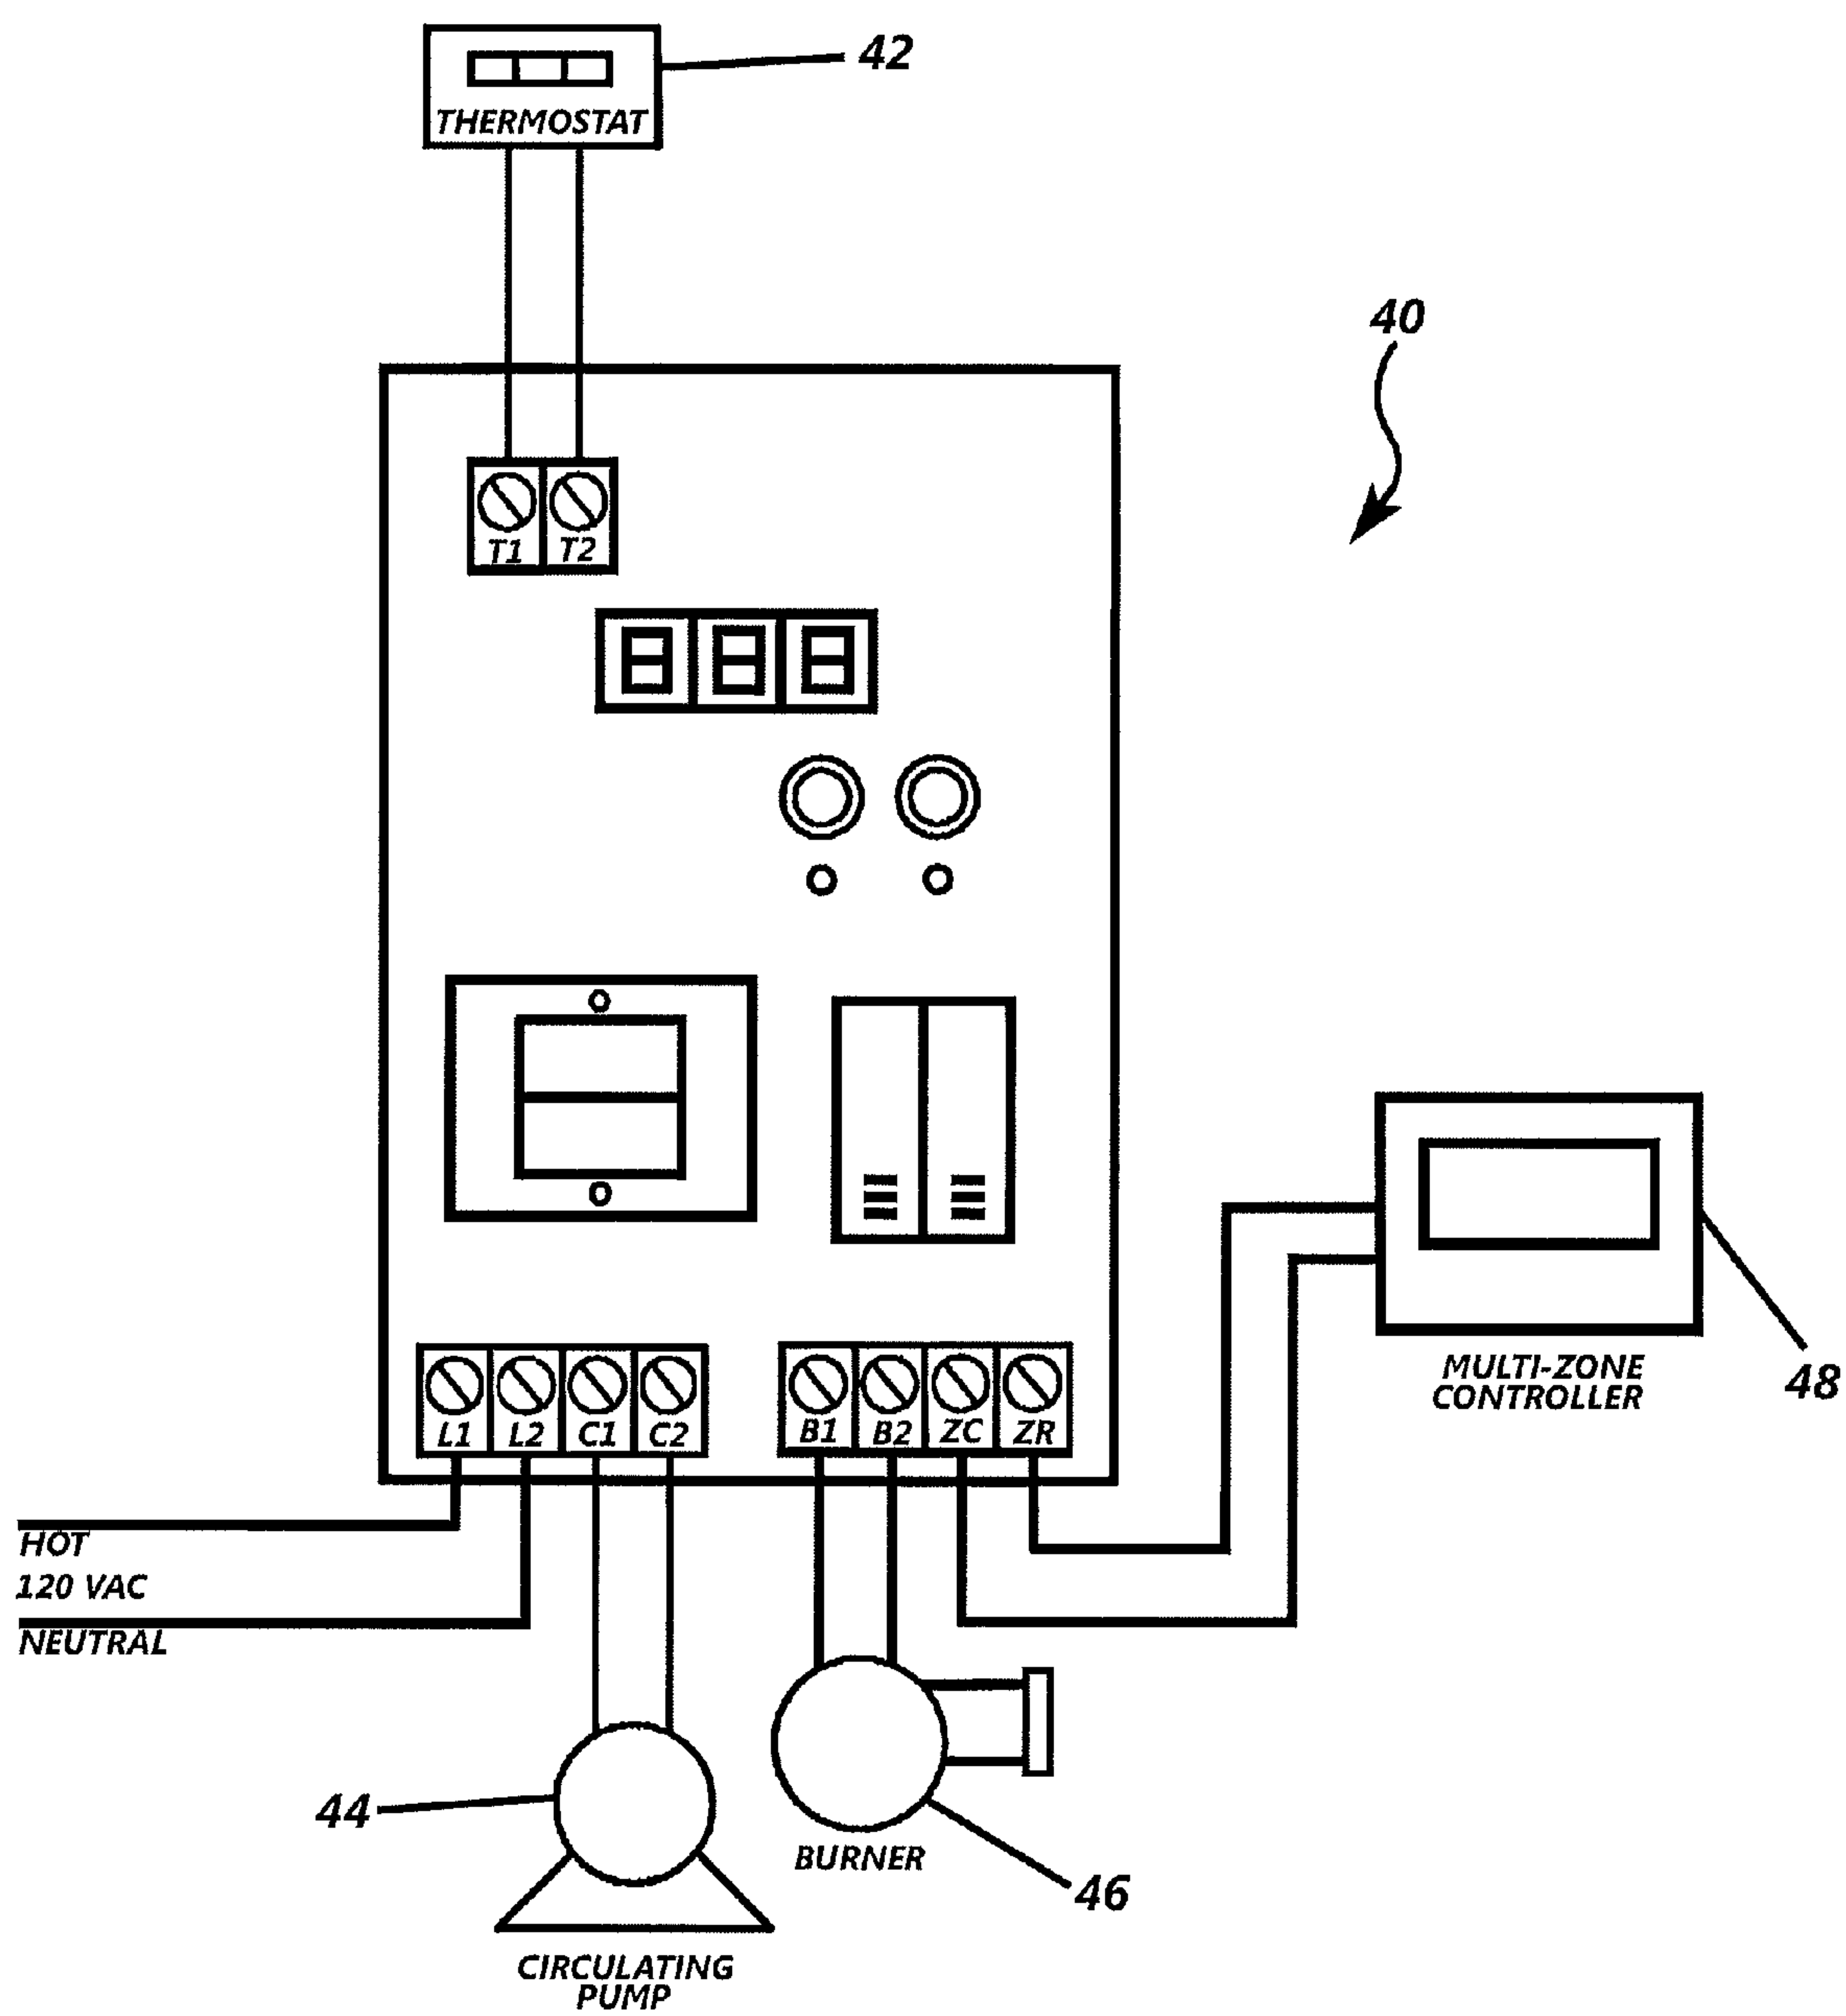 42
THERMOSTAT
40
T1 T2
L1 L2 C1 C2
B1 B2 ZC ZR
MULTI-ZONE
CONTROLLER
48
HOT
120 VAC
NEUTRAL
44
BURNER
46
CIRCULATING
PUMP